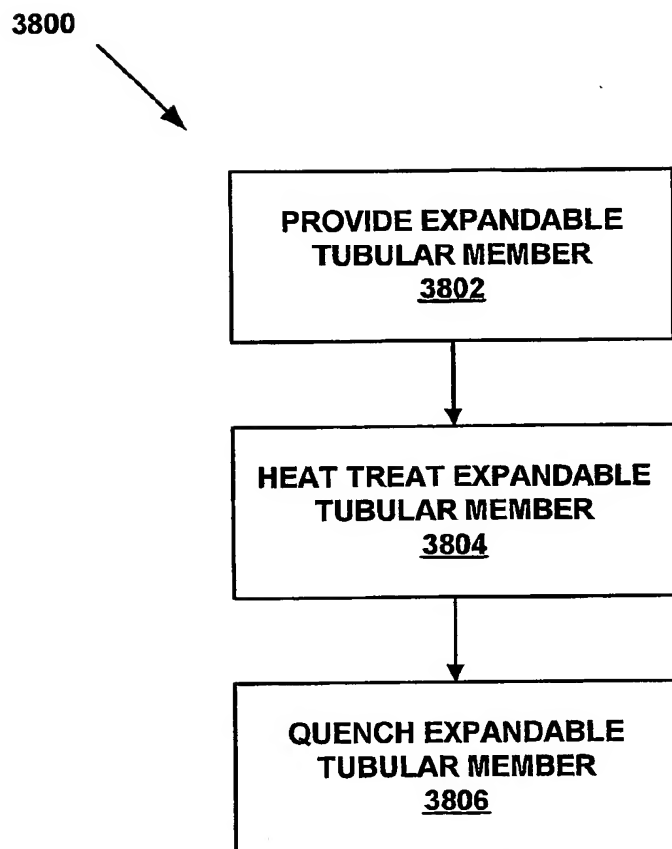 3800
PROVIDE EXPANDABLE
TUBULAR MEMBER
3802
HEAT TREAT EXPANDABLE
TUBULAR MEMBER
3804
QUENCH EXPANDABLE
TUBULAR MEMBER
3806